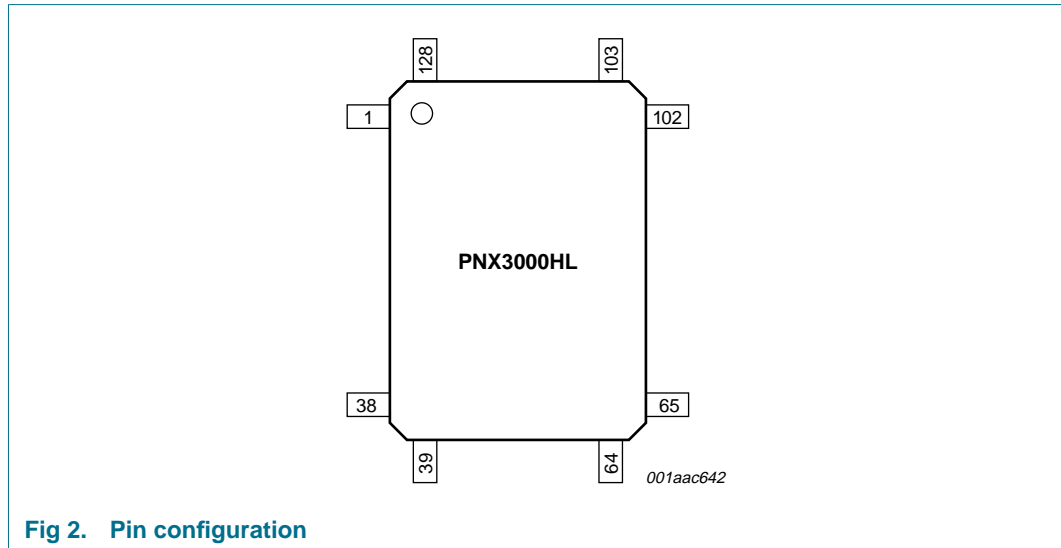 128 103
1 102
PNX3000HL
38 65
39 64
001aac642
Fig 2. Pin configuration